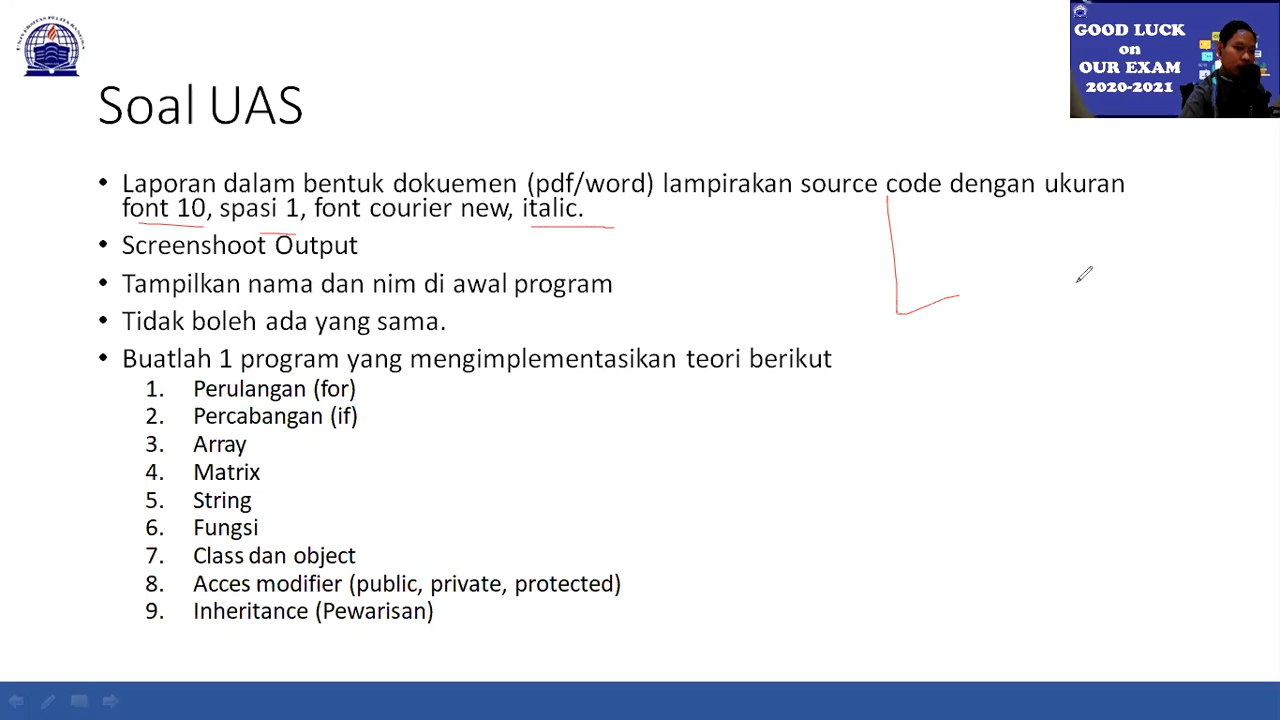 UNIVERSITAS PELITA BANGSA
GOOD LUCK
on
OUR EXAM
2020-2021
Soal UAS
• Laporan dalam bentuk dokuemen (pdf/word) lampirakan source code dengan ukuran
font 10, spasi 1, font courier new, italic.
• Screenshoot Output
• Tampilkan nama dan nim di awal program
• Tidak boleh ada yang sama.
• Buatlah 1 program yang mengimplementasikan teori berikut
1. Perulangan (for)
2. Percabangan (if)
3. Array
4. Matrix
5. String
6. Fungsi
7. Class dan object
8. Acces modifier (public, private, protected)
9. Inheritance (Pewarisan)